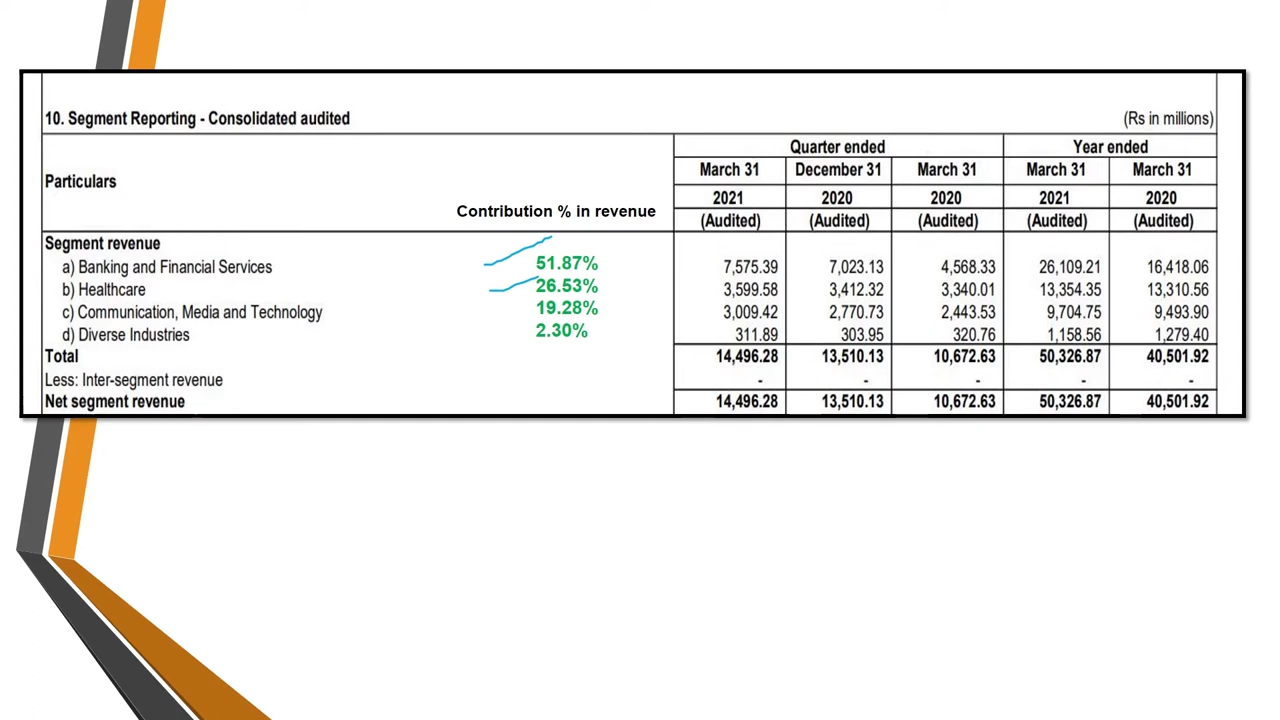 10. Segment Reporting - Consolidated audited (Rs in millions)
Particulars Quarter ended Year ended
March 31 December 31 March 31 March 31 March 31
2021 2020 2020 2021 2020
Contribution % in revenue (Audited) (Audited) (Audited) (Audited) (Audited)
Segment revenue
a) Banking and Financial Services 51.87% 7,575.39 7,023.13 4,568.33 26,109.21 16,418.06
b) Healthcare 26.53% 3,599.58 3,412.32 3,340.01 13,354.35 13,310.56
c) Communication, Media and Technology 19.28% 3,009.42 2,770.73 2,443.53 9,704.75 9,493.90
d) Diverse Industries 2.30% 311.89 303.95 320.76 1,158.56 1,279.40
Total 14,496.28 13,510.13 10,672.63 50,326.87 40,501.92
Less: Inter-segment revenue - - - - -
Net segment revenue 14,496.28 13,510.13 10,672.63 50,326.87 40,501.92